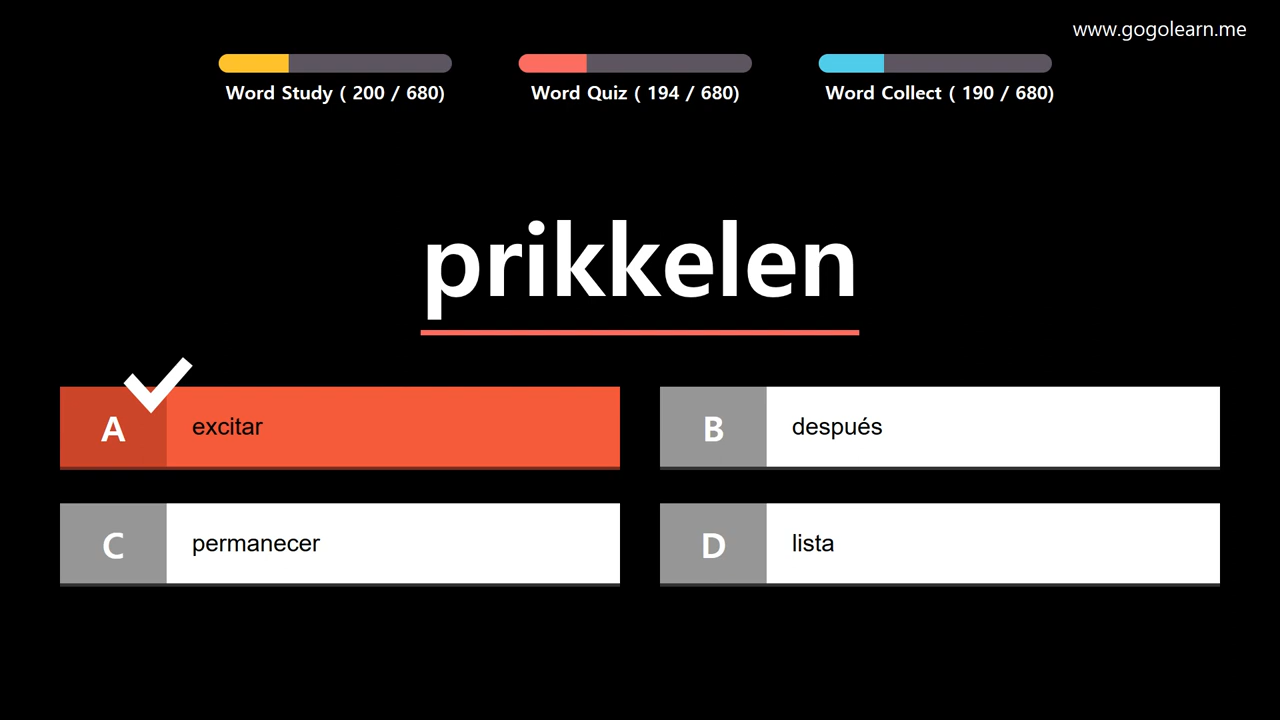 www.gogolearn.me
Word Study ( 200 / 680)
Word Quiz ( 194 / 680)
Word Collect ( 190 / 680)
prikkelen
A excitar
B después
C permanecer
D lista